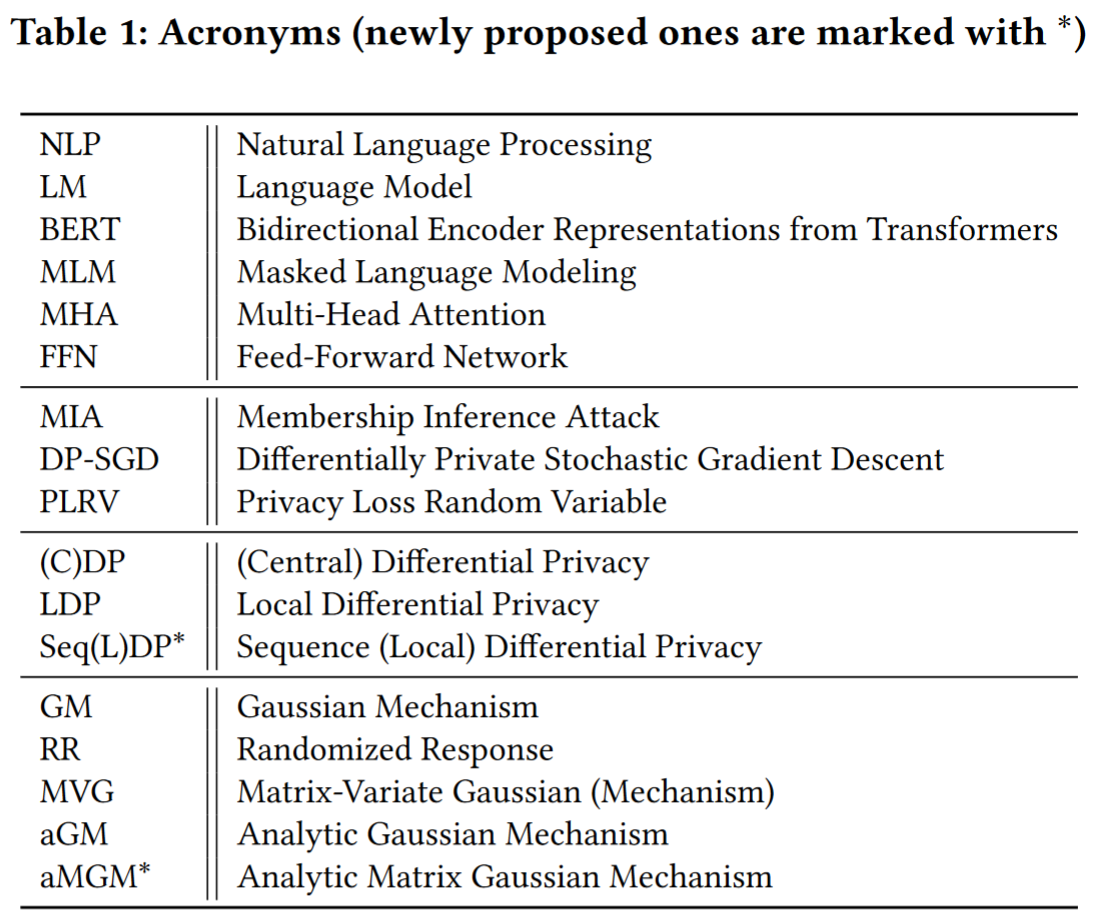 Table 1: Acronyms (newly proposed ones are marked with *)
NLP Natural Language Processing
LM Language Model
BERT Bidirectional Encoder Representations from Transformers
MLM Masked Language Modeling
MHA Multi-Head Attention
FFN Feed-Forward Network
MIA Membership Inference Attack
DP-SGD Differentially Private Stochastic Gradient Descent
PLRV Privacy Loss Random Variable
(C)DP (Central) Differential Privacy
LDP Local Differential Privacy
Seq(L)DP* Sequence (Local) Differential Privacy
GM Gaussian Mechanism
RR Randomized Response
MVG Matrix-Variate Gaussian (Mechanism)
aGM Analytic Gaussian Mechanism
aMGM* Analytic Matrix Gaussian Mechanism